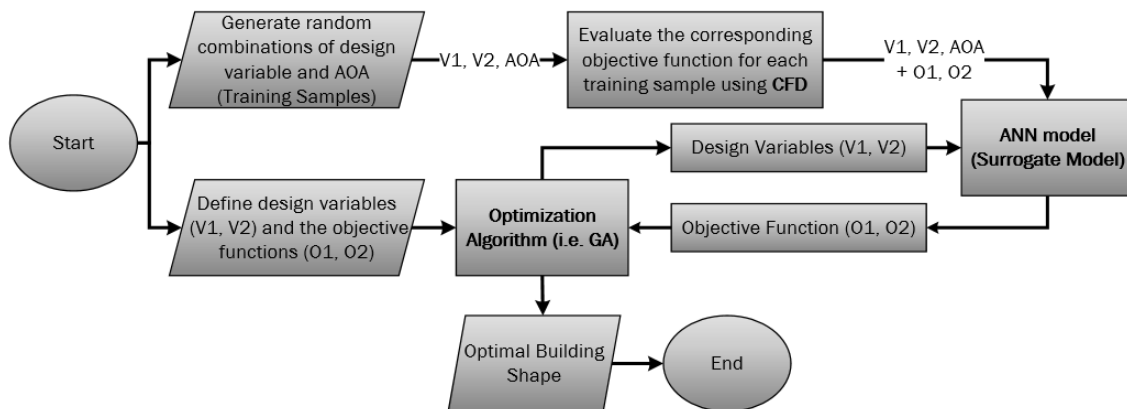 Start
Generate random
combinations of design
variable and AOA
(Training Samples)
V1, V2, AOA
Evaluate the corresponding
objective function for each
training sample using CFD
V1, V2, AOA
+ O1, O2
ANN model
(Surrogate Model)
Design Variables (V1, V2)
Define design variables
(V1, V2) and the objective
functions (O1, O2)
Optimization
Algorithm (i.e. GA)
Objective Function (O1, O2)
Optimal Building
Shape
End